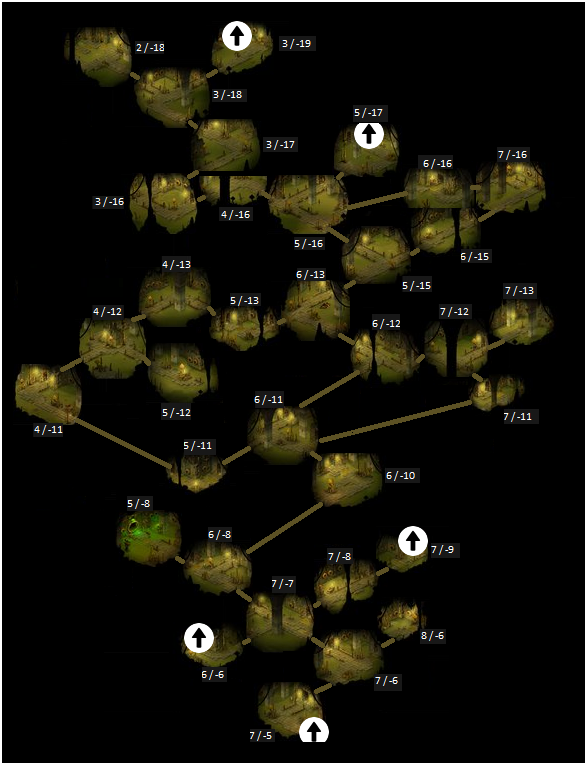 2 / -18
3 / -19
3 / -18
5 / -17
3 / -17
6 / -16
7 / -16
3 / -16
4 / -16
5 / -16
6 / -15
4 / -13
6 / -13
5 / -15
7 / -13
5 / -13
4 / -12
7 / -12
6 / -12
6 / -11
5 / -12
7 / -11
4 / -11
5 / -11
6 / -10
5 / -8
6 / -8
7 / -9
7 / -8
7 / -7
8 / -6
6 / -6
7 / -6
7 / -5